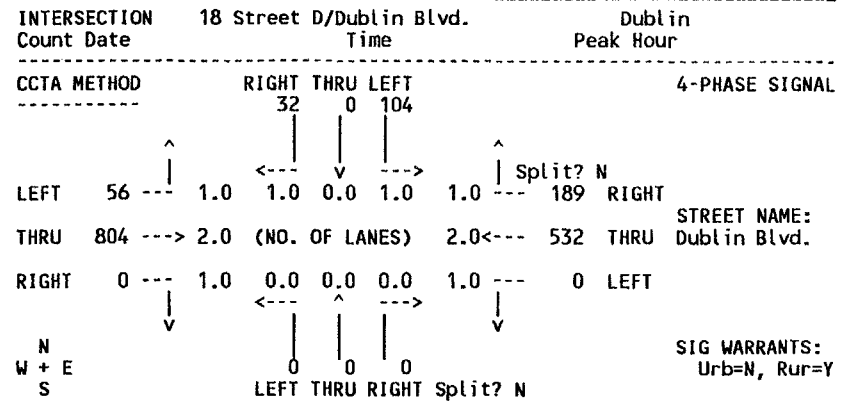 INTERSECTION 18 Street D/Dublin Blvd. Dublin
Count Date Time Peak Hour
CCTA METHOD RIGHT THRU LEFT 4-PHASE SIGNAL
32 0 104
Split? N
LEFT 56 --- 1.0 1.0 0.0 1.0 1.0 --- 189 RIGHT
STREET NAME:
THRU 804 ---> 2.0 (NO. OF LANES) 2.0<--- 532 THRU Dublin Blvd.
RIGHT 0 --- 1.0 0.0 0.0 0.0 1.0 --- 0 LEFT
N SIG WARRANTS:
W + E 0 0 0 Urb=N, Rur=Y
S LEFT THRU RIGHT Split? N